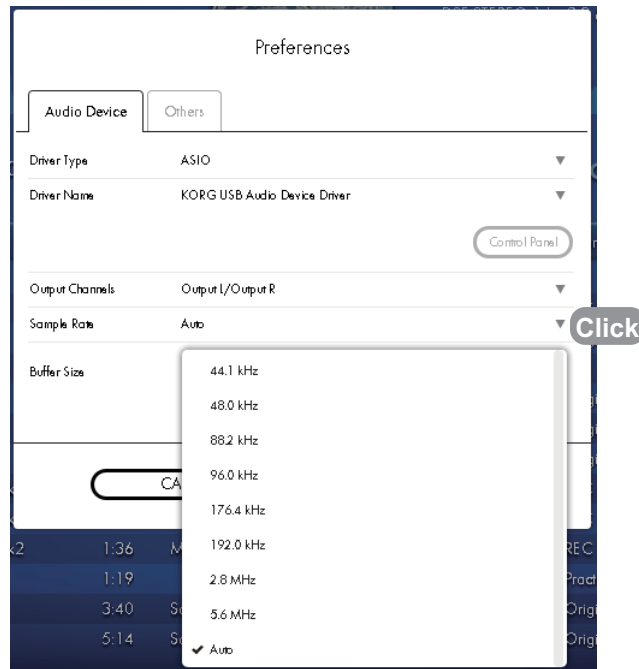 Preferences
Audio Device Others
Driver Type ASIO
Driver Name KORG USB Audio Device Driver
Control Panel
Output Channels Output L/Output R
Sample Rate Auto
Click
Buffer Size
44.1 kHz
48.0 kHz
88.2 kHz
96.0 kHz
CA
176.4 kHz
192.0 kHz
1:36 REC
2.8 MHz
1:19
5.6 MHz
3:40
Auto
5:14